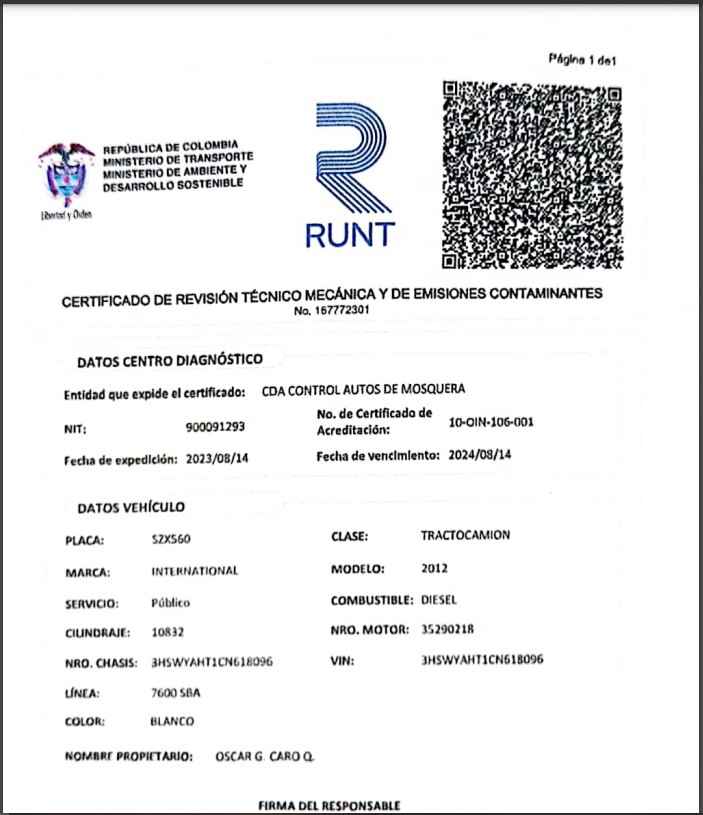 Página 1 de1
REPÚBLICA DE COLOMBIA
MINISTERIO DE TRANSPORTE
MINISTERIO DE AMBIENTE Y
DESARROLLO SOSTENIBLE
Libertad y Orden
RUNT
CERTIFICADO DE REVISIÓN TÉCNICO MECÁNICA Y DE EMISIONES CONTAMINANTES
No. 167772301
DATOS CENTRO DIAGNÓSTICO
Entidad que expide el certificado: CDA CONTROL AUTOS DE MOSQUERA
NIT: 900091293
No. de Certificado de
Acreditación: 10-OIN-106-001
Fecha de expedición: 2023/08/14 Fecha de vencimiento: 2024/08/14
DATOS VEHÍCULO
PLACA: SZX560 CLASE: TRACTOCAMION
MARCA: INTERNATIONAL MODELO: 2012
SERVICIO: Público COMBUSTIBLE: DIESEL
CILINDRAJE: 10832 NRO. MOTOR: 35290218
NRO. CHASIS: 3HSWYAHT1CN618096 VIN: 3HSWYAHT1CN618096
LÍNEA: 7600 SBA
COLOR: BLANCO
NOMBRE PROPIETARIO: OSCAR G. CARO Q.
FIRMA DEL RESPONSABLE